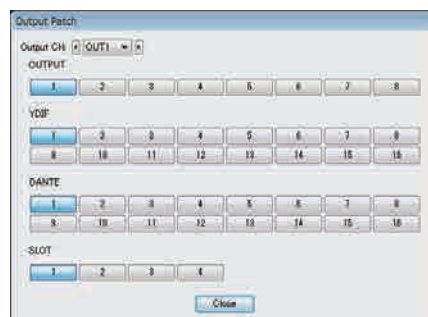 Output Patch
Output CH: OUT1
OUTPUT
1 2 3 4 5 6 7 8
YDIF
1 2 3 4 5 6 7 8
9 10 11 12 13 14 15 16
DANTE
1 2 3 4 5 6 7 8
9 10 11 12 13 14 15 16
SLOT
1 2 3 4
Close